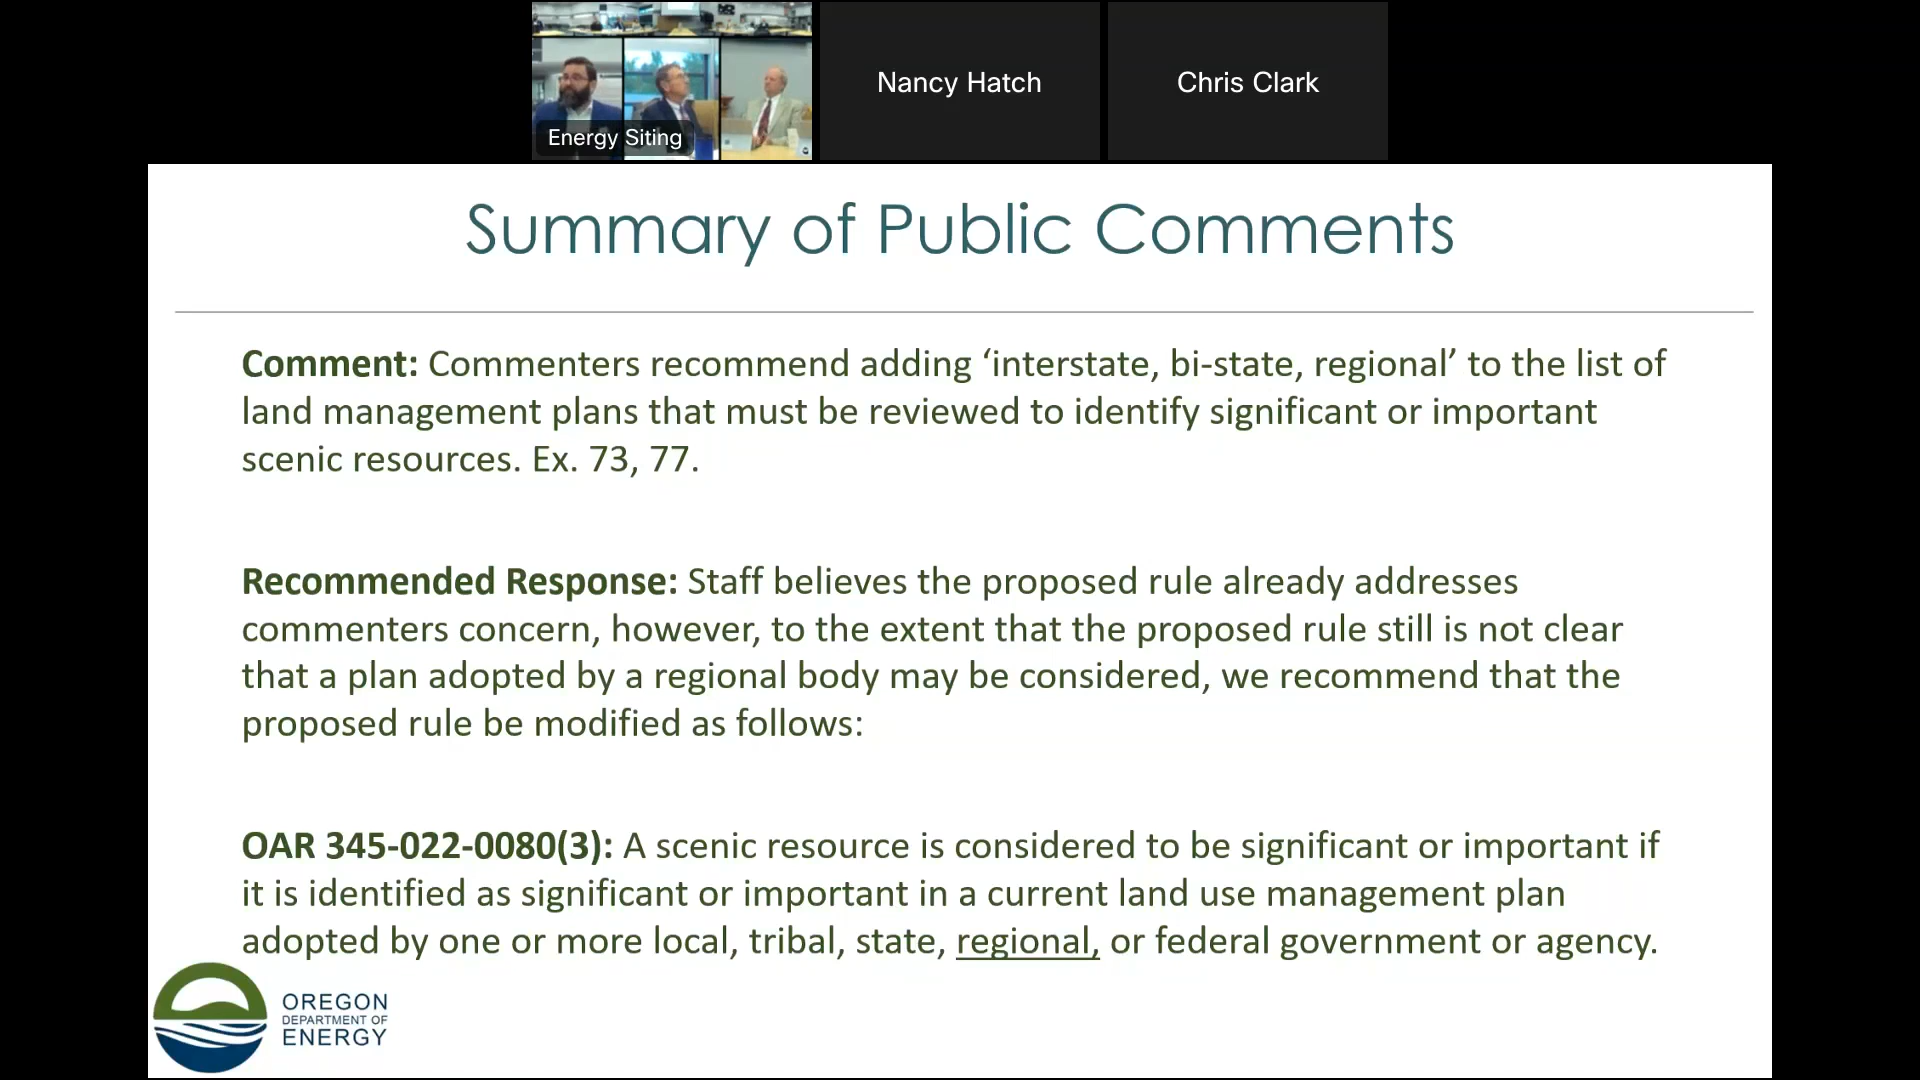 Energy Siting
Nancy Hatch
Chris Clark
Summary of Public Comments
Comment: Commenters recommend adding ‘interstate, bi-state, regional’ to the list of
land management plans that must be reviewed to identify significant or important
scenic resources. Ex. 73, 77.
Recommended Response: Staff believes the proposed rule already addresses
commenters concern, however, to the extent that the proposed rule still is not clear
that a plan adopted by a regional body may be considered, we recommend that the
proposed rule be modified as follows:
OAR 345-022-0080(3): A scenic resource is considered to be significant or important if
it is identified as significant or important in a current land use management plan
adopted by one or more local, tribal, state, regional, or federal government or agency.
OREGON
DEPARTMENT OF
ENERGY